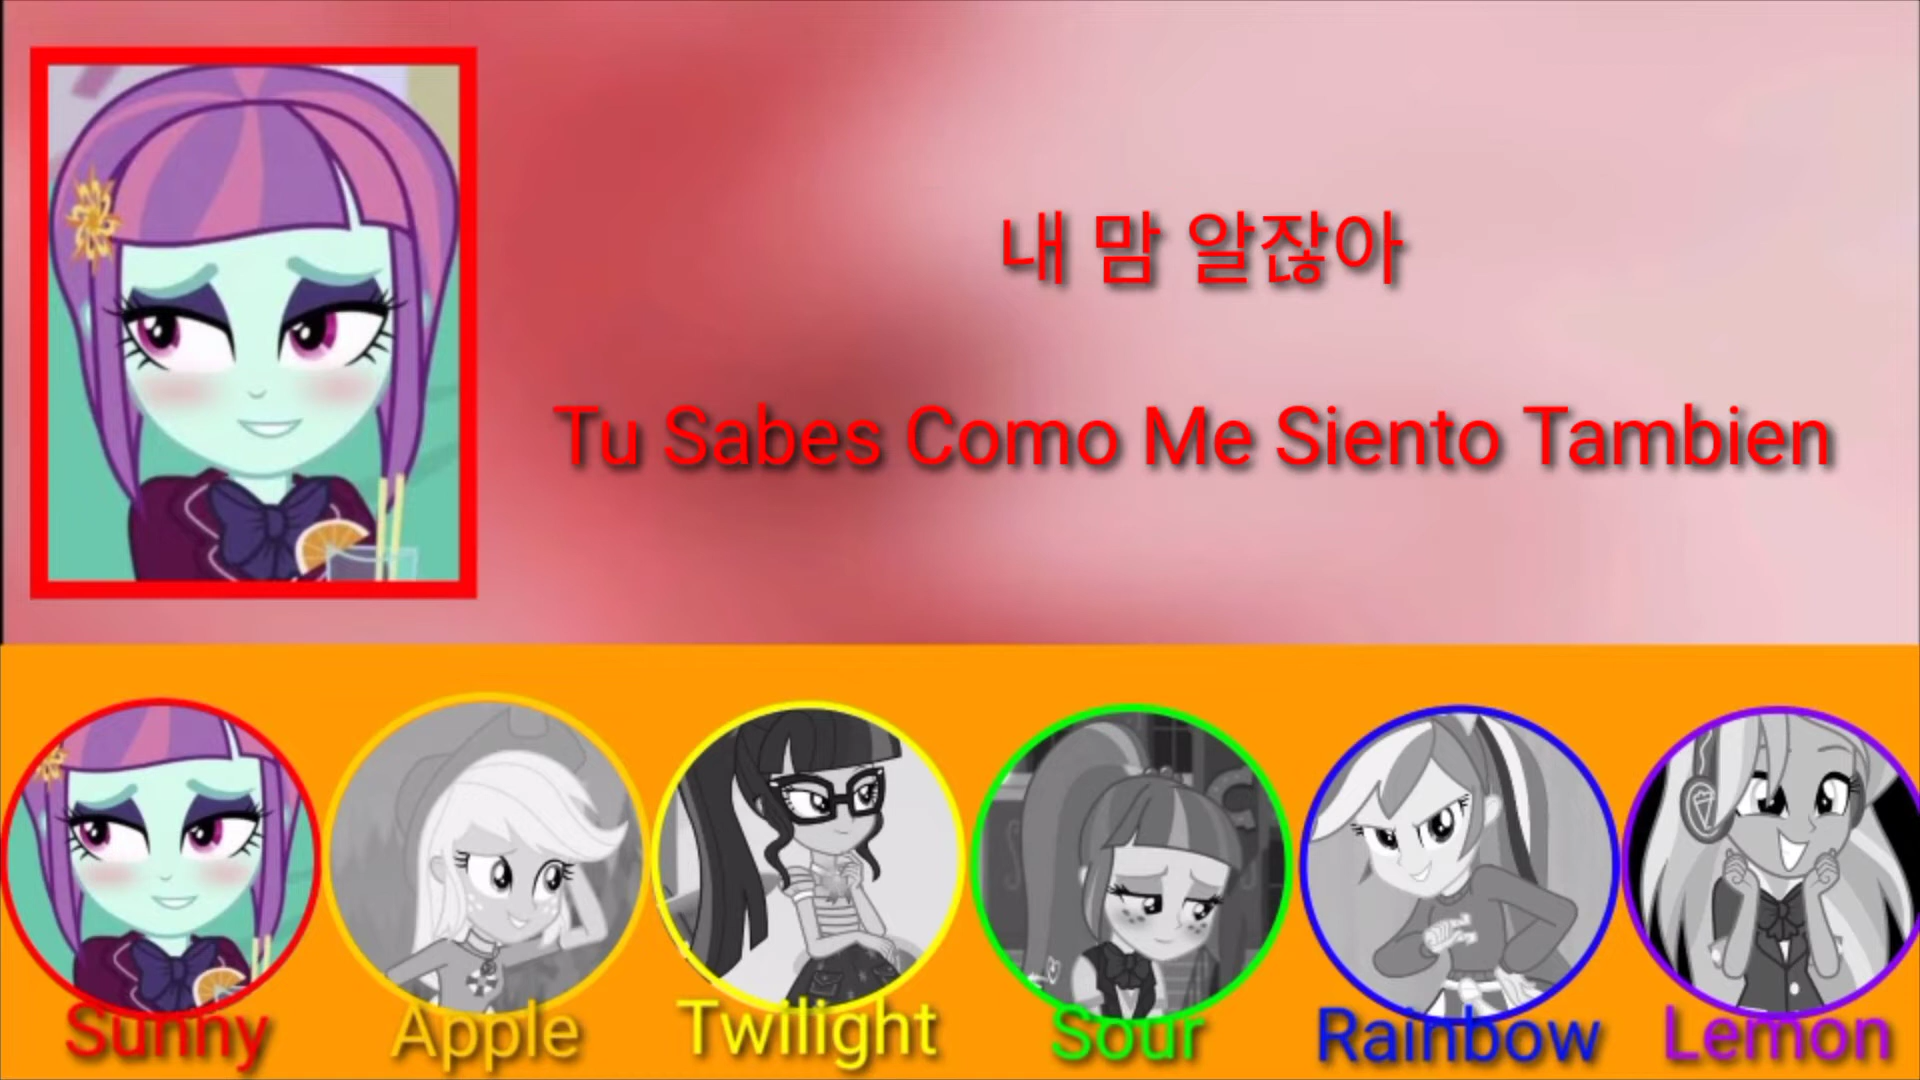 내 맘 알잖아
Tu Sabes Como Me Siento Tambien
Sunny Apple Twilight Sour Rainbow Lemon